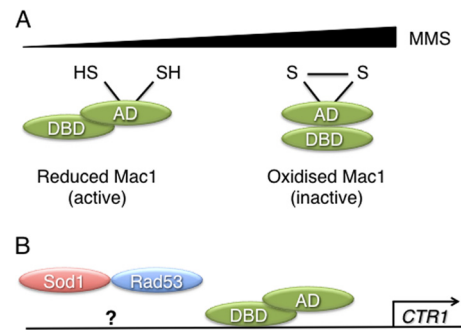 A
MMS
HS SH S S
AD AD
DBD DBD
Reduced Mac1 Oxidised Mac1
(active) (inactive)
B
Sod1 Rad53
AD
DBD
? CTR1